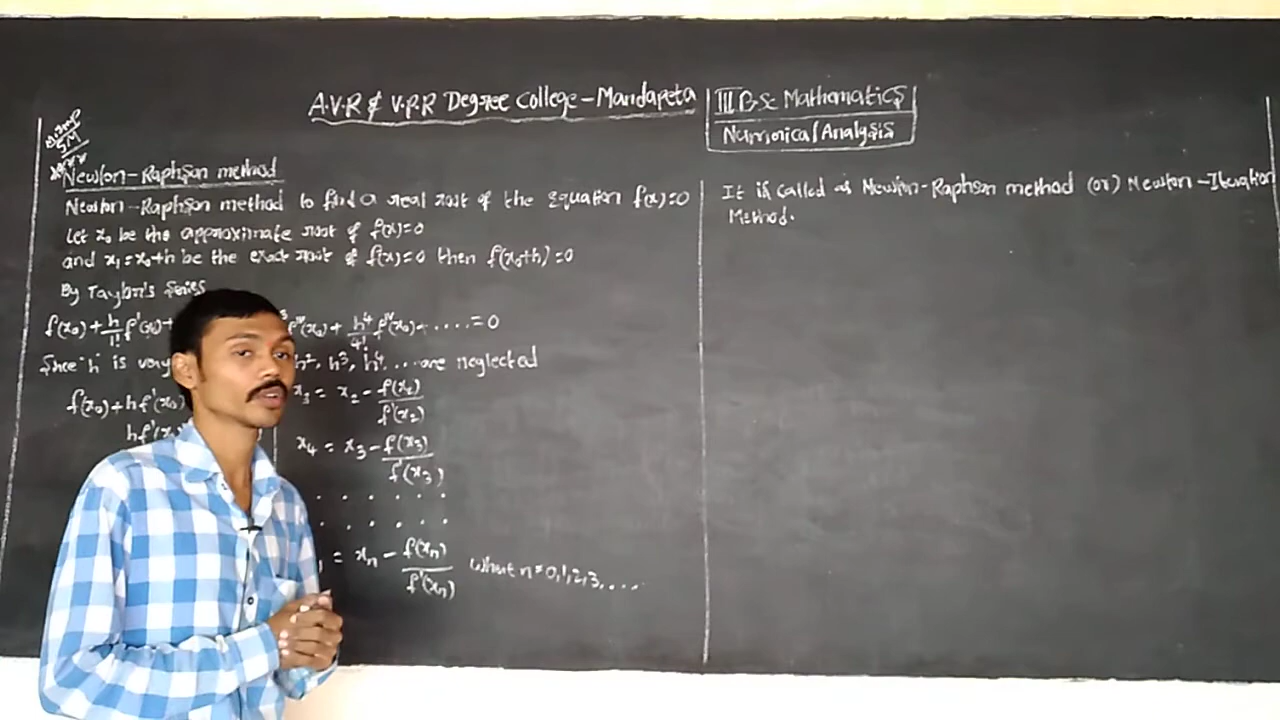 A.V.R & V.P.R Degree College - Mandapeta
III B.Sc Mathematics
Numerical Analysis
5M
***
Newton-Raphson method
Newton-Raphson method to find a real root of the equation f(x)=0
Let x₀ be the approximate root of f(x)=0
and x₁=x₀+h be the exact root of f(x)=0 then f(x₀+h)=0
By Taylor's Series
f(x₀)+h/1! f'(x₀)+ f'''(x₀)+ h⁴/4! f⁗(x₀)+ .....=0
Since 'h' is very h², h³, h⁴ ... are neglected
f(x₀)+hf'(x₀)
hf'(x
x₃ = x₂ - f(x₂)/f'(x₂)
x₄ = x₃ - f(x₃)/f'(x₃)
. . . . . .
. . . . . .
= xₙ - f(xₙ)/f'(xₙ) where n=0,1,2,3,....
It is called as Newton-Raphson method (or) Newton-Iteration
Method.